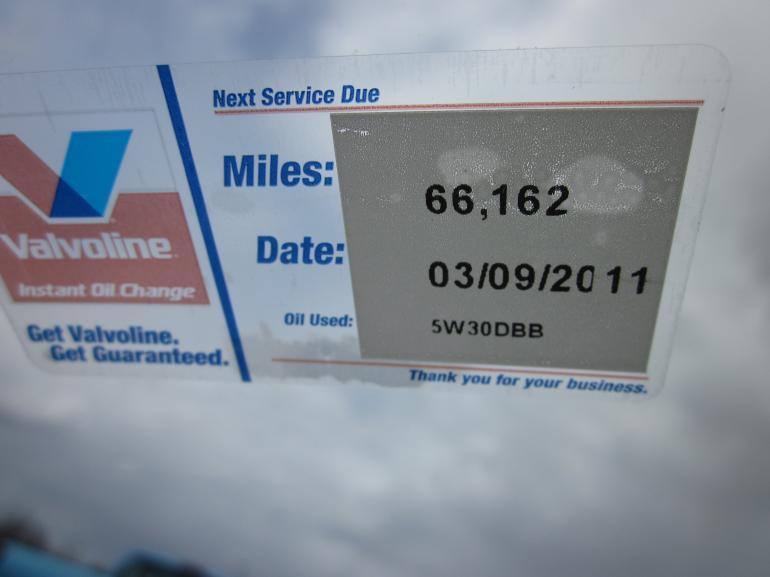 Next Service Due
Miles: 66,162
Date: 03/09/2011
Oil Used: 5W30DBB
Thank you for your business.
Valvoline
Instant Oil Change
Get Valvoline.
Get Guaranteed.